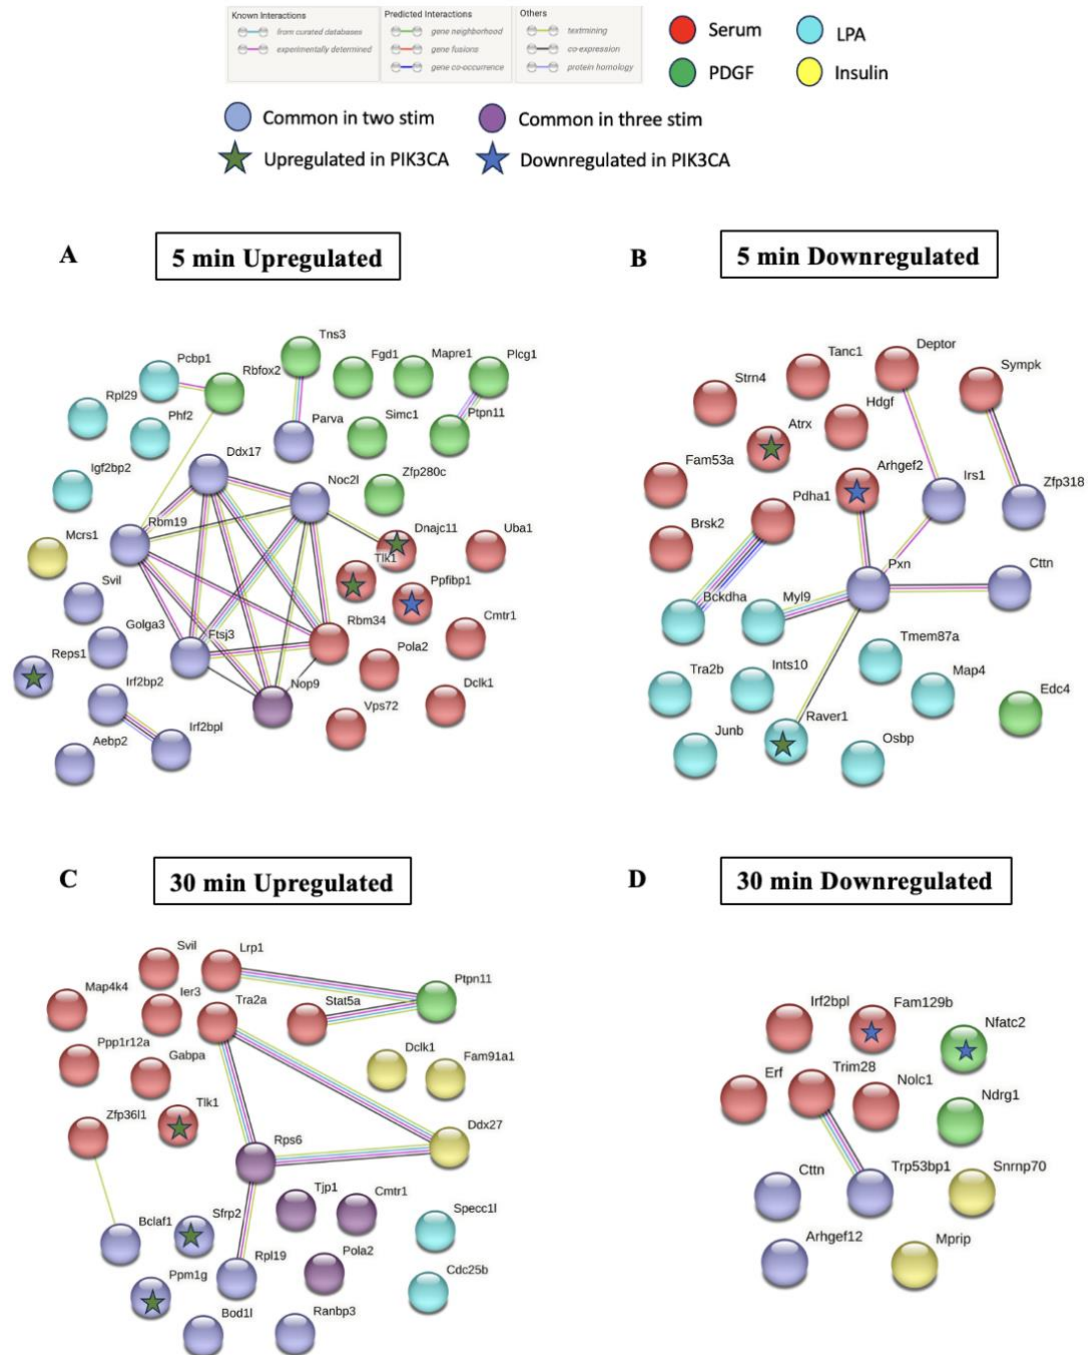 Known Interactions
from curated databases
experimentally determined
Predicted Interactions
gene neighborhood
gene fusions
gene co-occurrence
Others
textmining
co-expression
protein homology
Serum
LPA
PDGF
Insulin
Common in two stim
Common in three stim
Upregulated in PIK3CA
Downregulated in PIK3CA
A
5 min Upregulated
Tns3
Pcbp1
Rbfox2
Fgd1
Mapre1
Plcg1
Rpl29
Phf2
Parva
Simc1
Ptpn11
Igf2bp2
Ddx17
Noc2l
Zfp280c
Mcrs1
Rbm19
Dnajc11
Uba1
Tlk1
Svil
Ppfibp1
Golga3
Ftsj3
Rbm34
Cmtr1
Reps1
Pola2
Irf2bp2
Nop9
Dclk1
Vps72
Aebp2
Irf2bpl
B
5 min Downregulated
Deptor
Tanc1
Sympk
Strn4
Hdgf
Atrx
Fam53a
Arhgef2
Irs1
Zfp318
Pdha1
Brsk2
Pxn
Cttn
Bckdha
Myl9
Tmem87a
Tra2b
Ints10
Map4
Edc4
Junb
Raver1
Osbp
C
30 min Upregulated
Svil
Lrp1
Ptpn11
Map4k4
Ier3
Tra2a
Stat5a
Ppp1r12a
Gabpa
Dclk1
Fam91a1
Zfp36l1
Tlk1
Rps6
Ddx27
Tjp1
Cmtr1
Bclaf1
Sfrp2
Specc1l
Rpl19
Pola2
Ppm1g
Cdc25b
Bod1l
Ranbp3
D
30 min Downregulated
Irf2bpl
Fam129b
Nfatc2
Erf
Trim28
Nolc1
Ndrg1
Cttn
Trp53bp1
Snrnp70
Arhgef12
Mprip